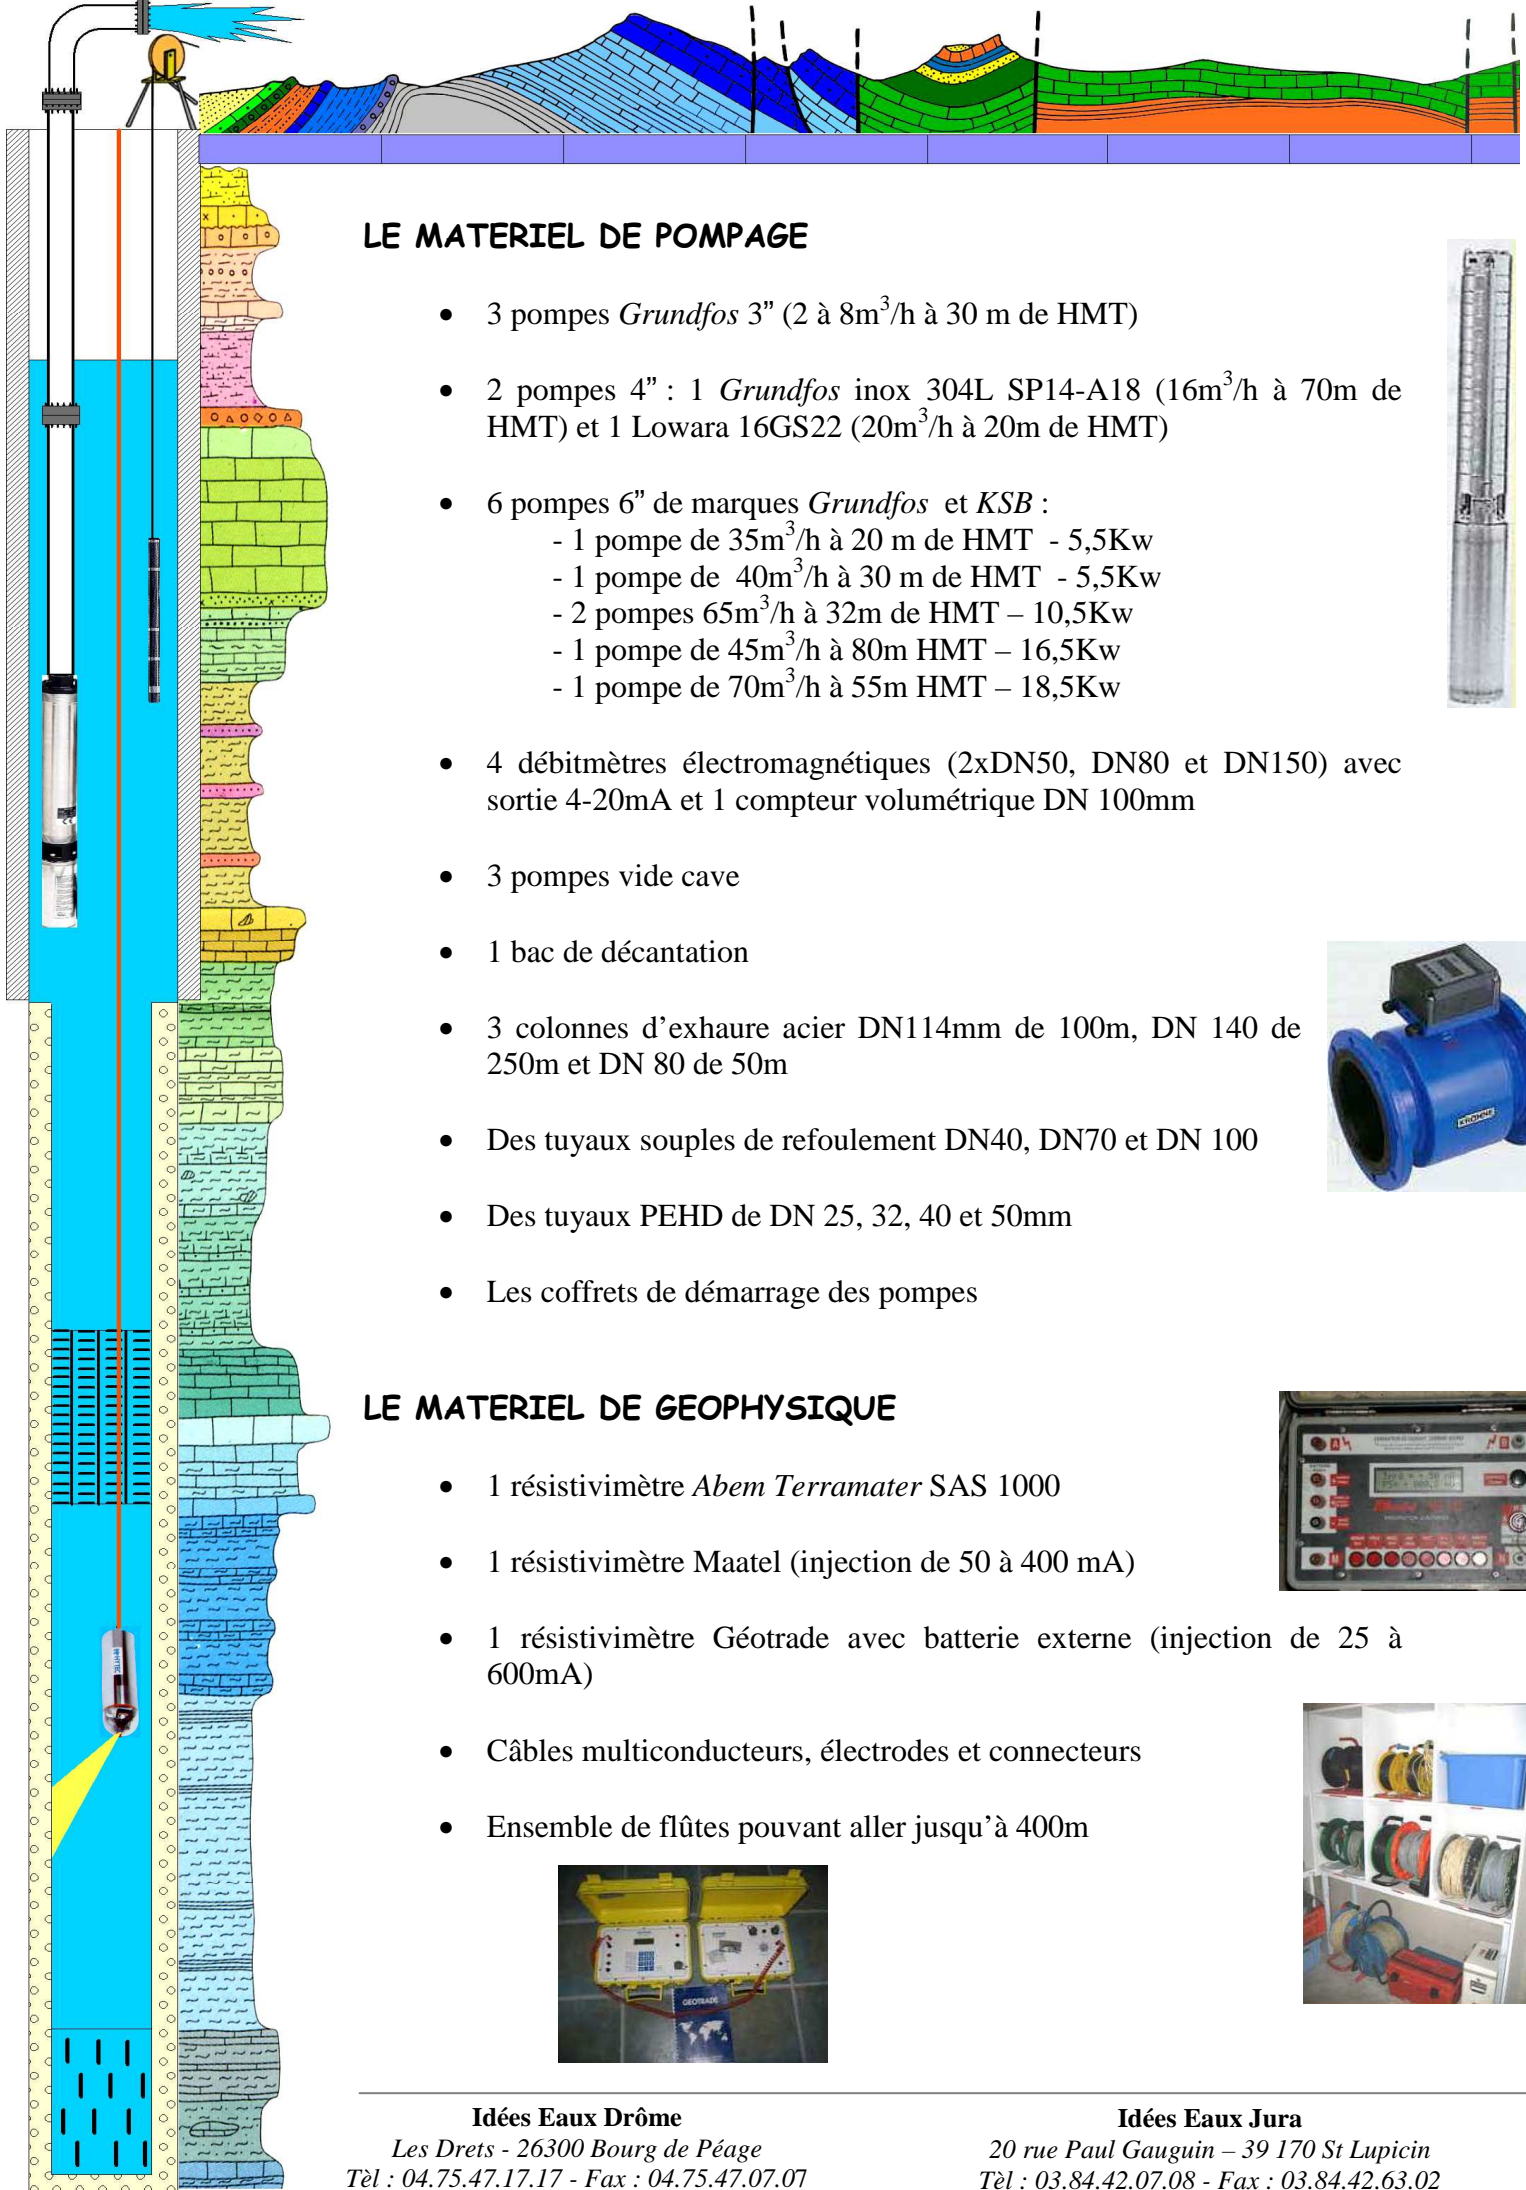 LE MATERIEL DE POMPAGE
• 3 pompes Grundfos 3” (2 à 8m³/h à 30 m de HMT)
• 2 pompes 4” : 1 Grundfos inox 304L SP14-A18 (16m³/h à 70m de
HMT) et 1 Lowara 16GS22 (20m³/h à 20m de HMT)
• 6 pompes 6” de marques Grundfos et KSB :
- 1 pompe de 35m³/h à 20 m de HMT - 5,5Kw
- 1 pompe de 40m³/h à 30 m de HMT - 5,5Kw
- 2 pompes 65m³/h à 32m de HMT – 10,5Kw
- 1 pompe de 45m³/h à 80m HMT – 16,5Kw
- 1 pompe de 70m³/h à 55m HMT – 18,5Kw
• 4 débitmètres électromagnétiques (2xDN50, DN80 et DN150) avec
sortie 4-20mA et 1 compteur volumétrique DN 100mm
• 3 pompes vide cave
• 1 bac de décantation
• 3 colonnes d’exhaure acier DN114mm de 100m, DN 140 de
250m et DN 80 de 50m
KROHNE
• Des tuyaux souples de refoulement DN40, DN70 et DN 100
• Des tuyaux PEHD de DN 25, 32, 40 et 50mm
• Les coffrets de démarrage des pompes
LE MATERIEL DE GEOPHYSIQUE
• 1 résistivimètre Abem Terramater SAS 1000
• 1 résistivimètre Maatel (injection de 50 à 400 mA)
• 1 résistivimètre Géotrade avec batterie externe (injection de 25 à
600mA)
• Câbles multiconducteurs, électrodes et connecteurs
• Ensemble de flûtes pouvant aller jusqu’à 400m
GEOTRADE
Idées Eaux Drôme
Les Drets - 26300 Bourg de Péage
Tèl : 04.75.47.17.17 - Fax : 04.75.47.07.07
Idées Eaux Jura
20 rue Paul Gauguin – 39 170 St Lupicin
Tèl : 03.84.42.07.08 - Fax : 03.84.42.63.02